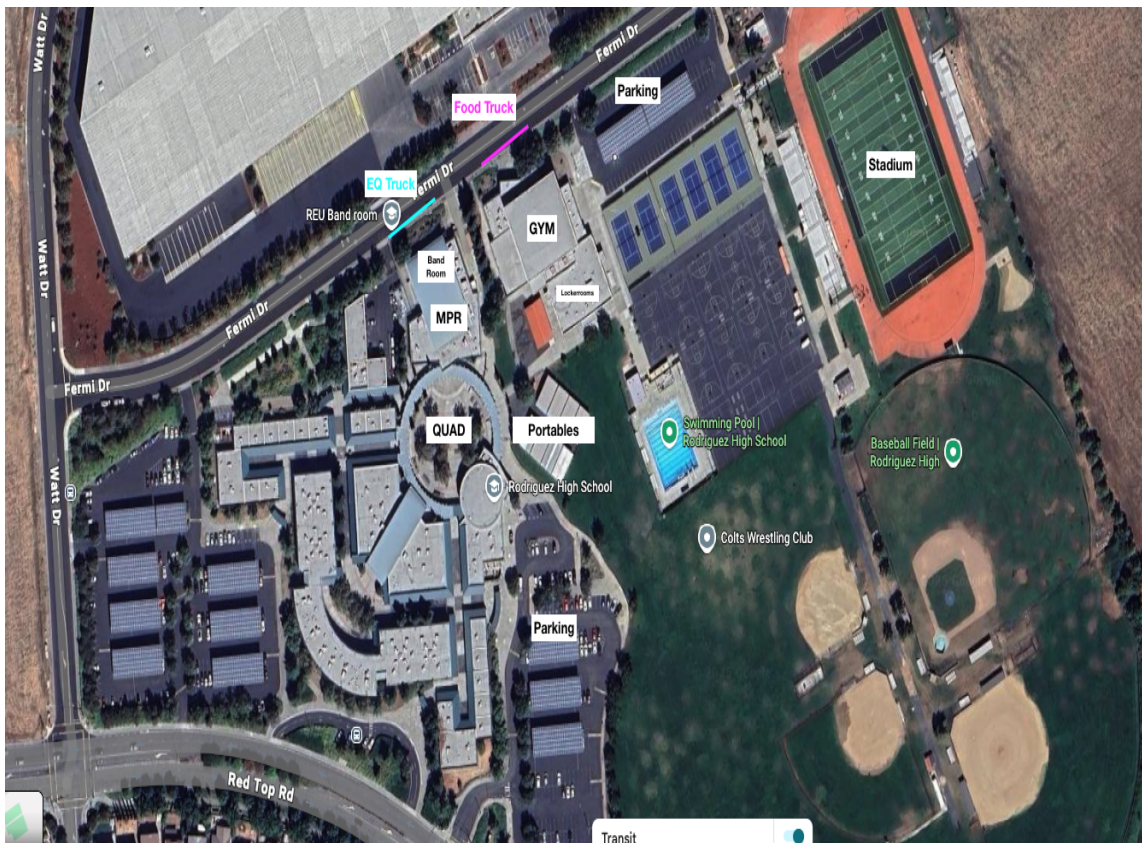 Watt Dr
Fermi Dr
Parking
Food Truck
Stadium
EQ Truck
Fermi Dr
REU Band room
GYM
Band
Room
Lockerrooms
Watt Dr
MPR
Fermi Dr
Fermi Dr
QUAD
Portables
Swimming Pool |
Rodriguez High School
Baseball Field |
Rodriguez High
Rodriguez High School
Watt Dr
Colts Wrestling Club
Parking
Red Top Rd
Transit